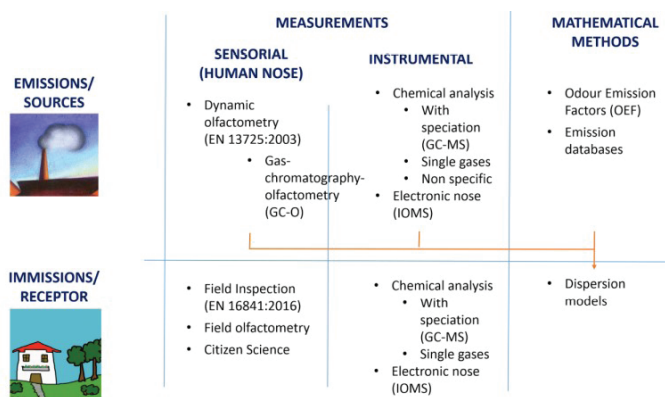 MEASUREMENTS
MATHEMATICAL
METHODS
SENSORIAL
(HUMAN NOSE)
INSTRUMENTAL
EMISSIONS/
SOURCES
• Dynamic
olfactometry
(EN 13725:2003)
• Gas-
chromatography-
olfactometry
(GC-O)
• Chemical analysis
• With
speciation
(GC-MS)
• Single gases
• Non specific
• Electronic nose
(IOMS)
• Odour Emission
Factors (OEF)
• Emission
databases
IMMISSIONS/
RECEPTOR
• Field Inspection
(EN 16841:2016)
• Field olfactometry
• Citizen Science
• Chemical analysis
• With
speciation
(GC-MS)
• Single gases
• Electronic nose
(IOMS)
• Dispersion
models